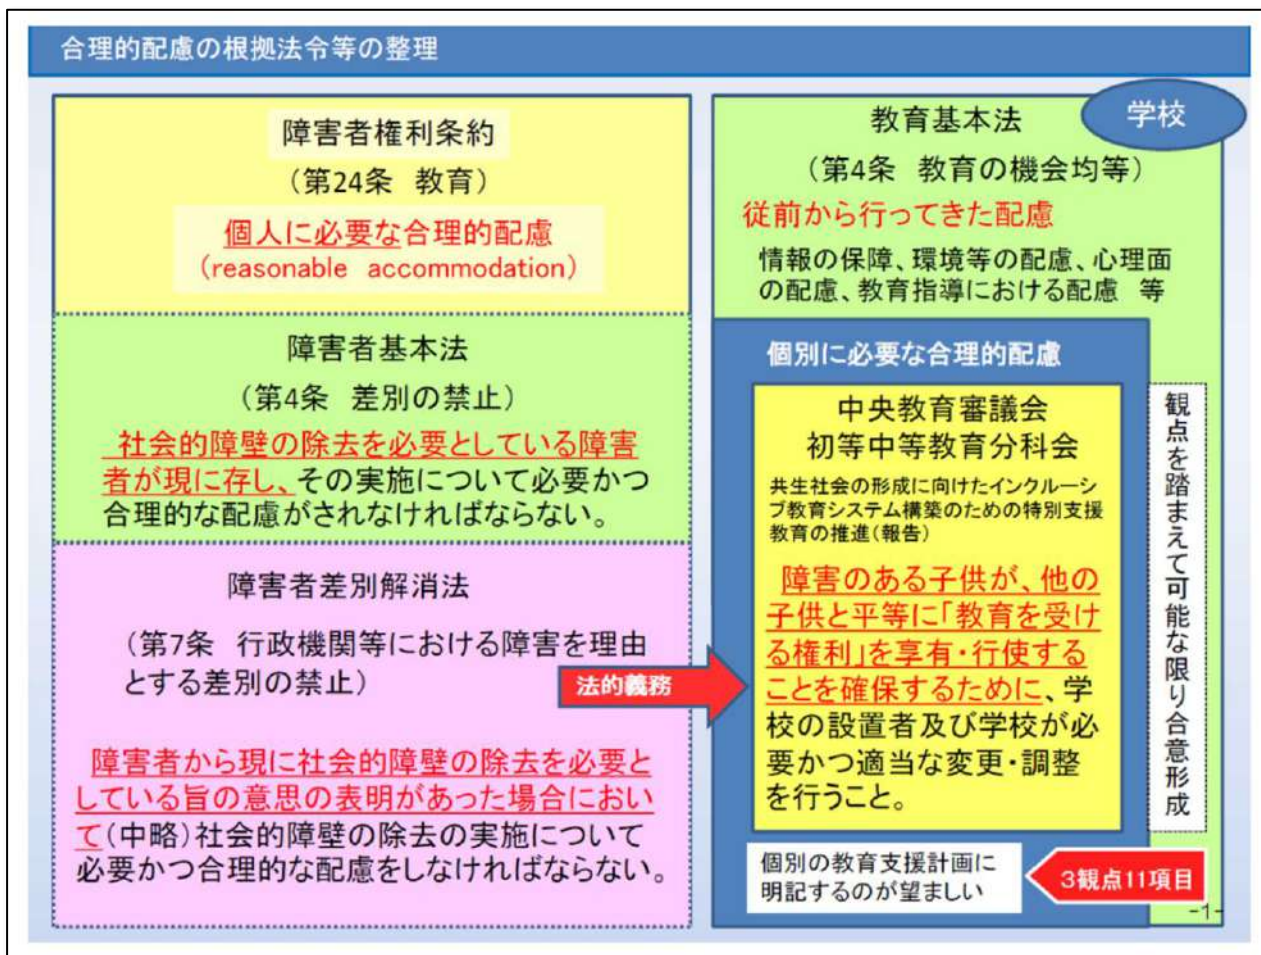 合理的配慮の根拠法令等の整理
障害者権利条約
（第24条　教育）
個人に必要な合理的配慮
（reasonable accommodation）
障害者基本法
（第4条　差別の禁止）
社会的障壁の除去を必要としている障害
者が現に存し、その実施について必要かつ
合理的な配慮がされなければならない。
障害者差別解消法
（第7条　行政機関等における障害を理由
とする差別の禁止）
障害者から現に社会的障壁の除去を必要と
している旨の意思の表明があった場合におい
て（中略）社会的障壁の除去の実施について
必要かつ合理的な配慮をしなければならない。
法的義務
学校
教育基本法
（第4条　教育の機会均等）
従前から行ってきた配慮
情報の保障、環境等の配慮、心理面
の配慮、教育指導における配慮　等
個別に必要な合理的配慮
中央教育審議会
初等中等教育分科会
共生社会の形成に向けたインクルーシ
ブ教育システム構築のための特別支援
教育の推進（報告）
障害のある子供が、他の
子供と平等に「教育を受け
る権利」を享有・行使する
ことを確保するために、学
校の設置者及び学校が必
要かつ適当な変更・調整
を行うこと。
観点を踏まえて可能な限り合意形成
個別の教育支援計画に
明記するのが望ましい
3観点11項目
-1-